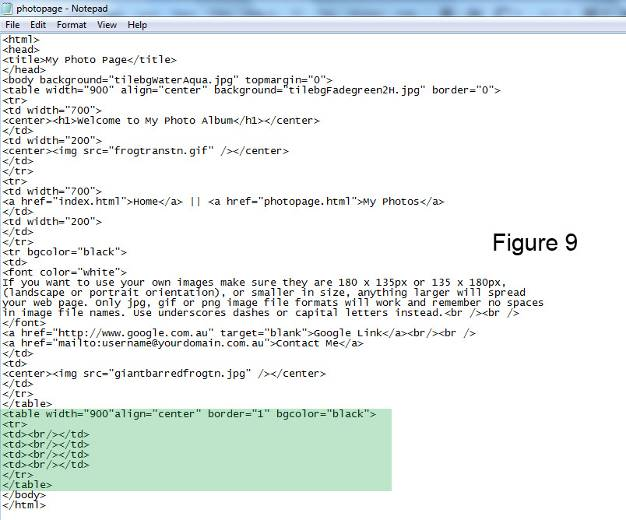 photopage - Notepad
File Edit Format View Help
<html>
<head>
<title>My Photo Page</title>
</head>
<body background="tilebgWaterAqua.jpg" topmargin="0">
<table width="900" align="center" background="tilebgFadegreen2H.jpg" border="0">
<tr>
<td width="700">
<center><h1>Welcome to My Photo Album</h1></center>
</td>
<td width="200">
<center><img src="frogtranstn.gif" /></center>
</td>
</tr>
<tr>
<td width="700">
<a href="index.html">Home</a> || <a href="photopage.html">My Photos</a>
</td>
<td width="200">
</td>
</tr>
<tr bgcolor="black">
<td>
<font color="white">
If you want to use your own images make sure they are 180 x 135px or 135 x 180px,
(landscape or portrait orientation), or smaller in size, anything larger will spread
your web page. Only jpg, gif or png image file formats will work and remember no spaces
in image file names. Use underscores dashes or capital letters instead.<br /><br />
</font>
<a href="http://www.google.com.au" target="blank">Google Link</a><br/><br />
<a href="mailto:username@yourdomain.com.au">Contact Me</a>
</td>
<td>
<center><img src="giantbarredfrogtn.jpg" /></center>
</td>
</tr>
</table>
<table width="900"align="center" border="1" bgcolor="black">
<tr>
<td><br/></td>
<td><br/></td>
<td><br/></td>
<td><br/></td>
</tr>
</table>
</body>
</html>
Figure 9